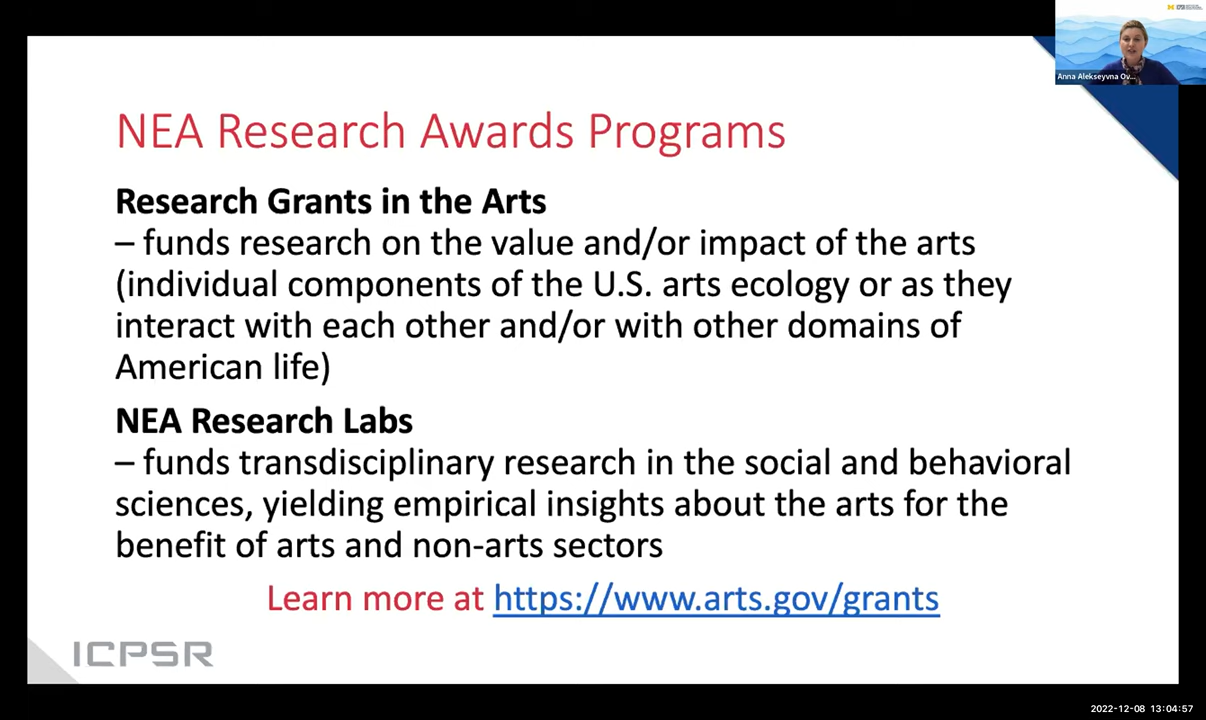 Anna Alekseyvna Ov...
NEA Research Awards Programs
Research Grants in the Arts
– funds research on the value and/or impact of the arts
(individual components of the U.S. arts ecology or as they
interact with each other and/or with other domains of
American life)
NEA Research Labs
– funds transdisciplinary research in the social and behavioral
sciences, yielding empirical insights about the arts for the
benefit of arts and non-arts sectors
Learn more at https://www.arts.gov/grants
ICPSR
2022-12-08 13:04:57